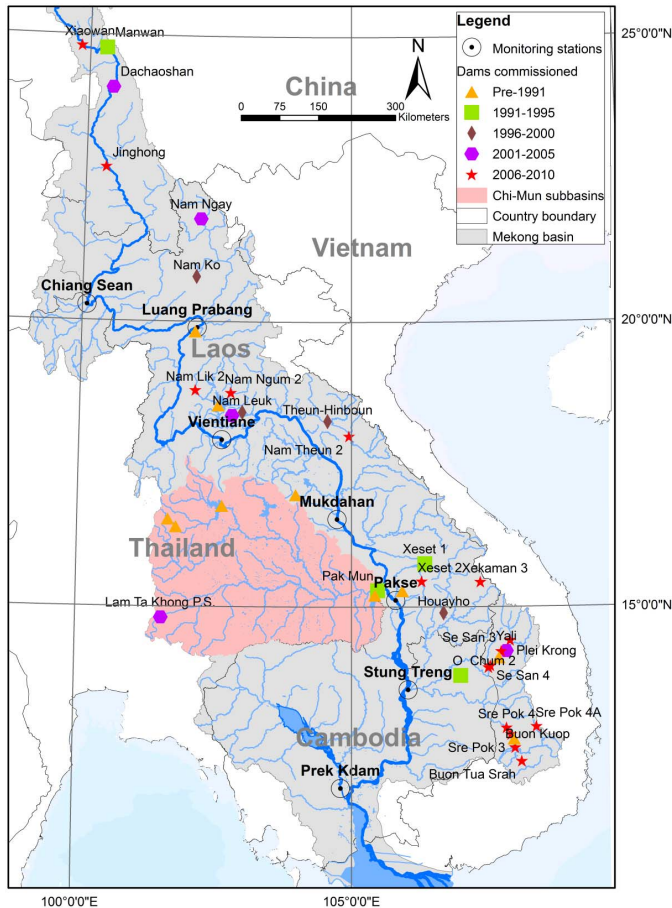 Legend
Monitoring stations
Dams commissioned
Pre-1991
1991-1995
1996-2000
2001-2005
2006-2010
Chi-Mun subbasins
Country boundary
Mekong basin
N
0 45 90 180 270 300
Kilometers
25°0'0"N
20°0'0"N
15°0'0"N
100°0'0"E
105°0'0"E
China
Vietnam
Laos
Thailand
Cambodia
Xiaowan
Manwan
Dachaoshan
Jinghong
Nam Ngay
Nam Ko
Chiang Sean
Luang Prabang
Nam Lik 2
Nam Ngum 2
Nam Leuk
Theun-Hinboun
Vientiane
Nam Theun 2
Mukdahan
Xeset 1
Xeset 2
Xekaman 3
Pak Mun
Pakse
Houayho
Lam Ta Khong P.S.
Se San 3
Yali
Plei Krong
O Chum 2
Se San 4
Stung Treng
Sre Pok 4
Sre Pok 4A
Buon Kuop
Sre Pok 3
Buon Tua Srah
Prek Kdam